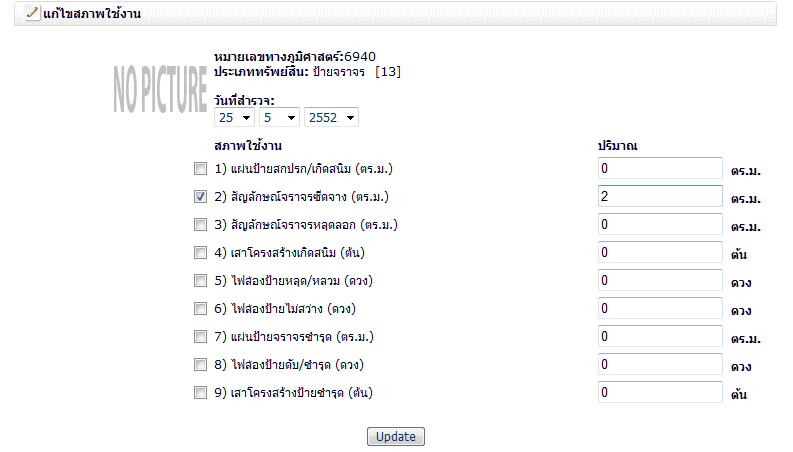 แก้ไขสภาพใช้งาน
NO PICTURE
หมายเลขทางภูมิศาสตร์:6940
ประเภททรัพย์สิน: ป้ายจราจร [13]
วันที่สำรวจ:
25 5 2552
สภาพใช้งาน ปริมาณ
1) แผ่นป้ายสกปรก/เกิดสนิม (ตร.ม.) 0 ตร.ม.
2) สัญลักษณ์จราจรซีดจาง (ตร.ม.) 2 ตร.ม.
3) สัญลักษณ์จราจรหลุดลอก (ตร.ม.) 0 ตร.ม.
4) เสาโครงสร้างเกิดสนิม (ต้น) 0 ต้น
5) ไฟส่องป้ายหลุด/หลวม (ดวง) 0 ดวง
6) ไฟส่องป้ายไม่สว่าง (ดวง) 0 ดวง
7) แผ่นป้ายจราจรชำรุด (ตร.ม.) 0 ตร.ม.
8) ไฟส่องป้ายดับ/ชำรุด (ดวง) 0 ดวง
9) เสาโครงสร้างป้ายชำรุด (ต้น) 0 ต้น
Update